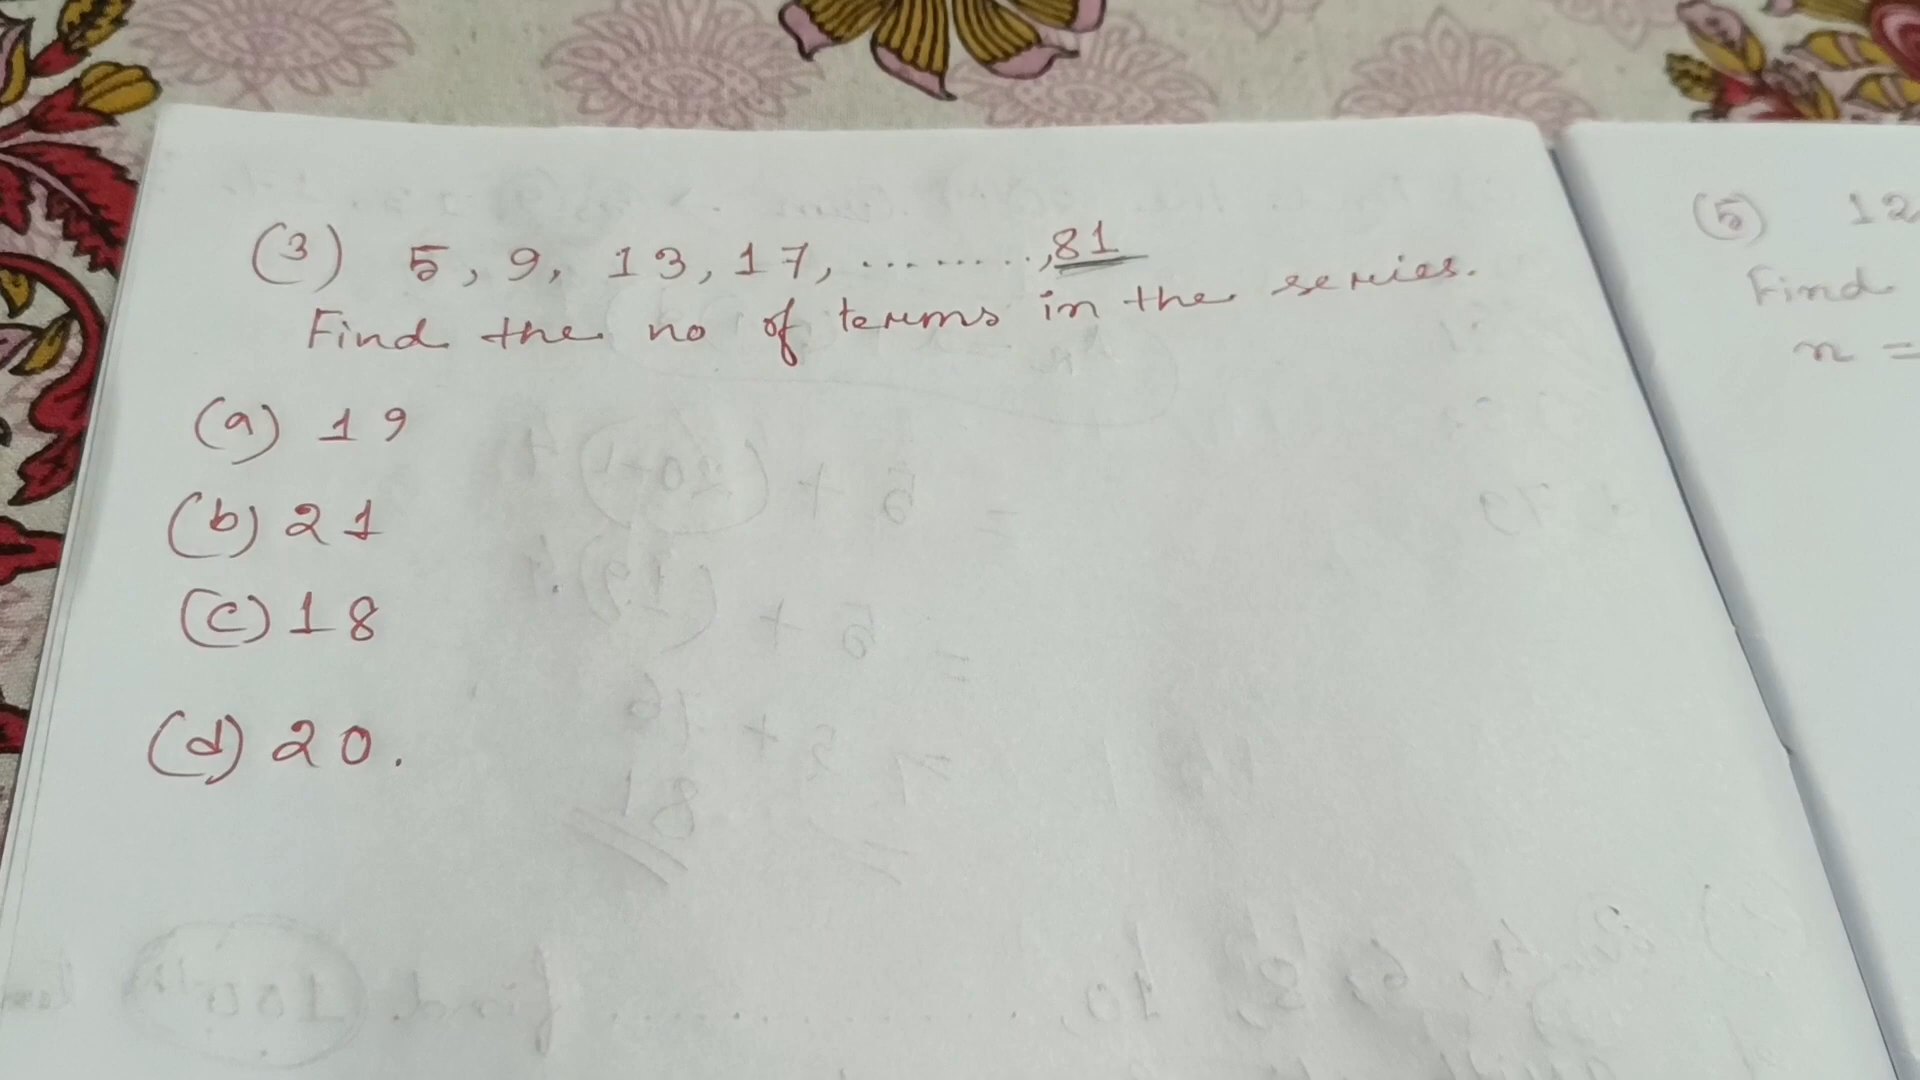 (3) 5, 9, 13, 17, ........, 81
Find the no of terms in the series.
(a) 19
(b) 21
(c) 18
(d) 20.
(5) 12
Find
n =